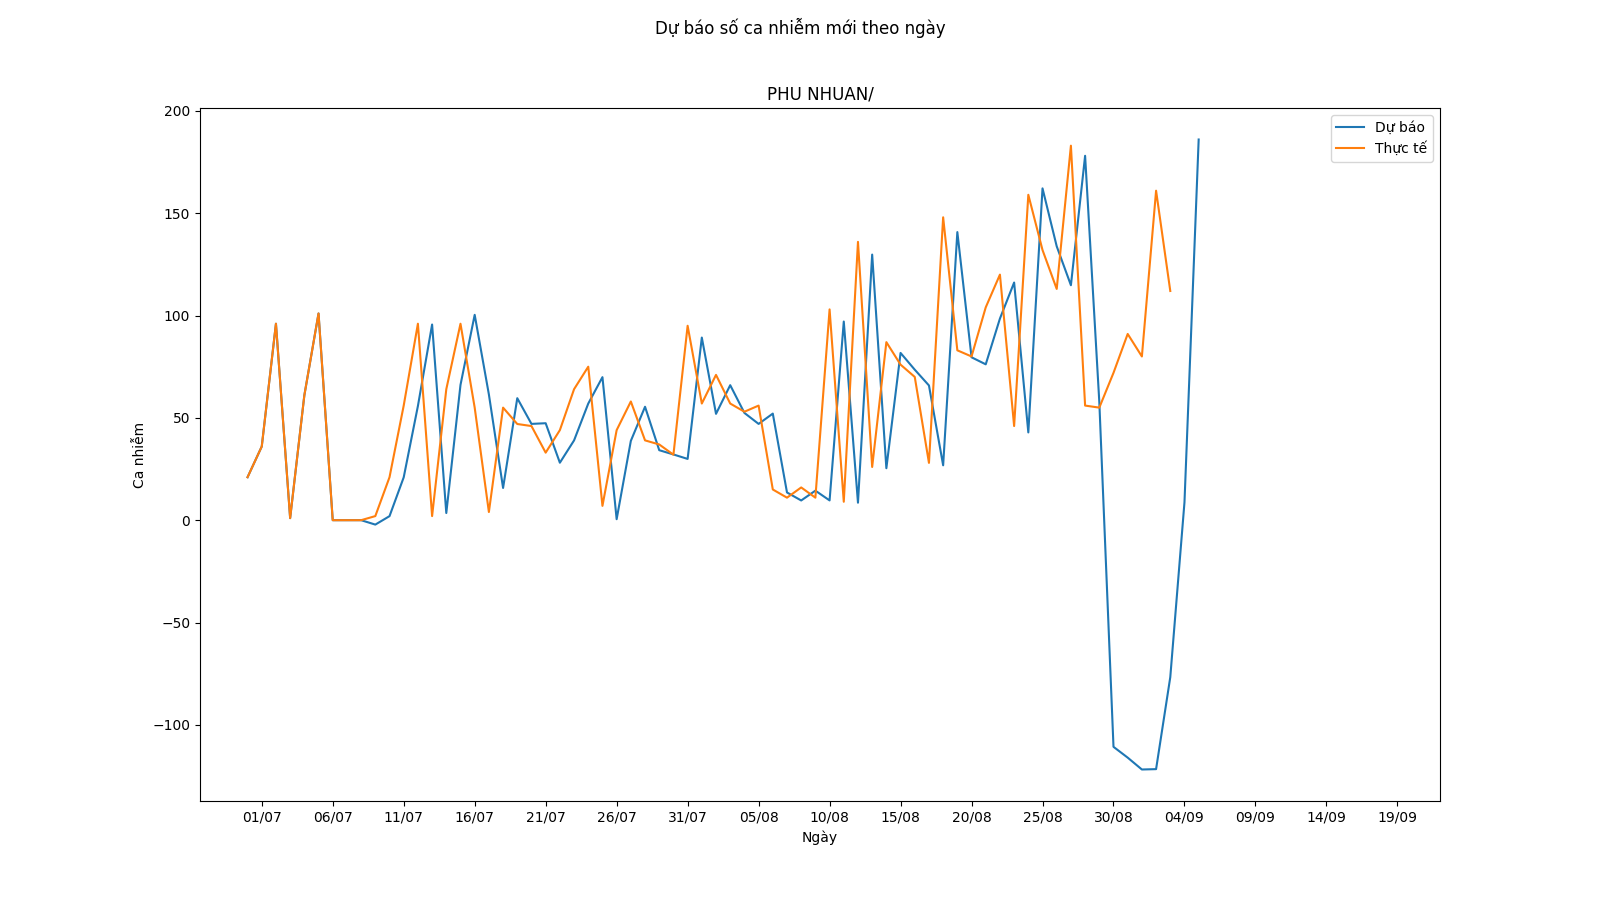 Dự báo số ca nhiễm mới theo ngày
PHU NHUAN/
Dự báo
Thực tế
200
150
100
50
0
−50
−100
Ca nhiễm
01/07 06/07 11/07 16/07 21/07 26/07 31/07 05/08 10/08 15/08 20/08 25/08 30/08 04/09 09/09 14/09 19/09
Ngày